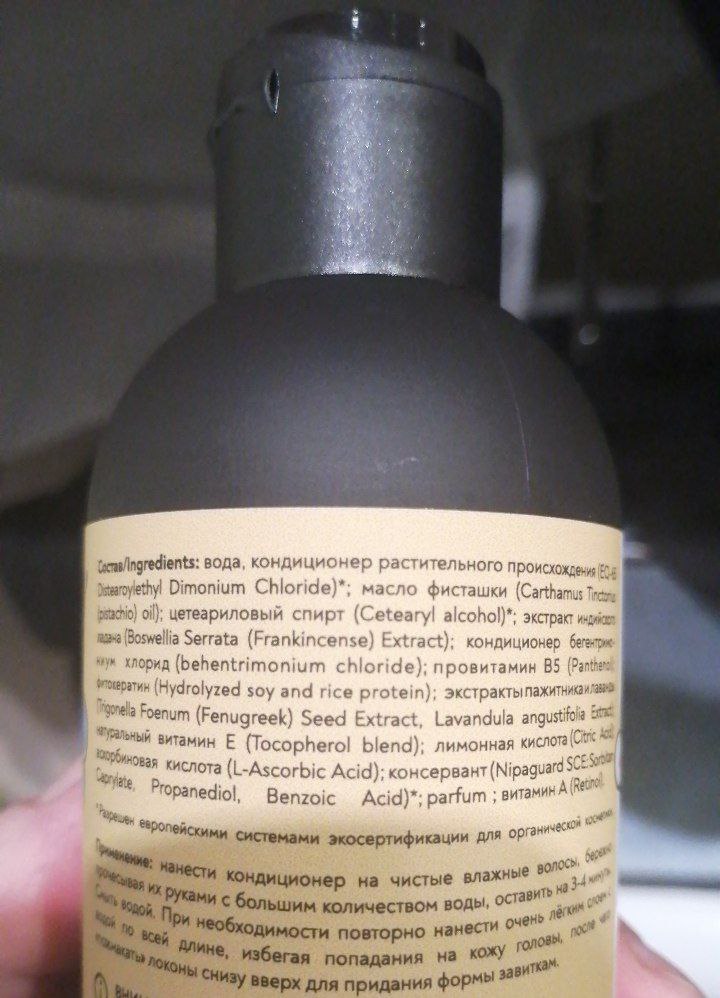 Состав/Ingredients: вода, кондиционер растительного происхождения (EQ-65
Distearoylethyl Dimonium Chloride)*; масло фисташки (Carthamus Tinctorius
(pistachio) oil); цетеариловый спирт (Cetearyl alcohol)*; экстракт индийского
ладана (Boswellia Serrata (Frankincense) Extract); кондиционер бегентримо-
ниум хлорид (behentrimonium chloride); провитамин B5 (Panthenol);
фитокератин (Hydrolyzed soy and rice protein); экстракты пажитника и лаванды
(Trigonella Foenum (Fenugreek) Seed Extract, Lavandula angustifolia Extract);
натуральный витамин E (Tocopherol blend); лимонная кислота (Citric Acid);
аскорбиновая кислота (L-Ascorbic Acid); консервант (Nipaguard SCE: Sorbitan
Caprylate, Propanediol, Benzoic Acid)*; parfum ; витамин A (Retinol).
*Разрешен европейскими системами экосертификации для органической косметики
Применение: нанести кондиционер на чистые влажные волосы, бережно
прочесывая их руками с большим количеством воды, оставить на 3-4 минуты.
Смыть водой. При необходимости повторно нанести очень лёгким слоем с
водой по всей длине, избегая попадания на кожу головы, после чего
«пожмакать» локоны снизу вверх для придания формы завиткам.